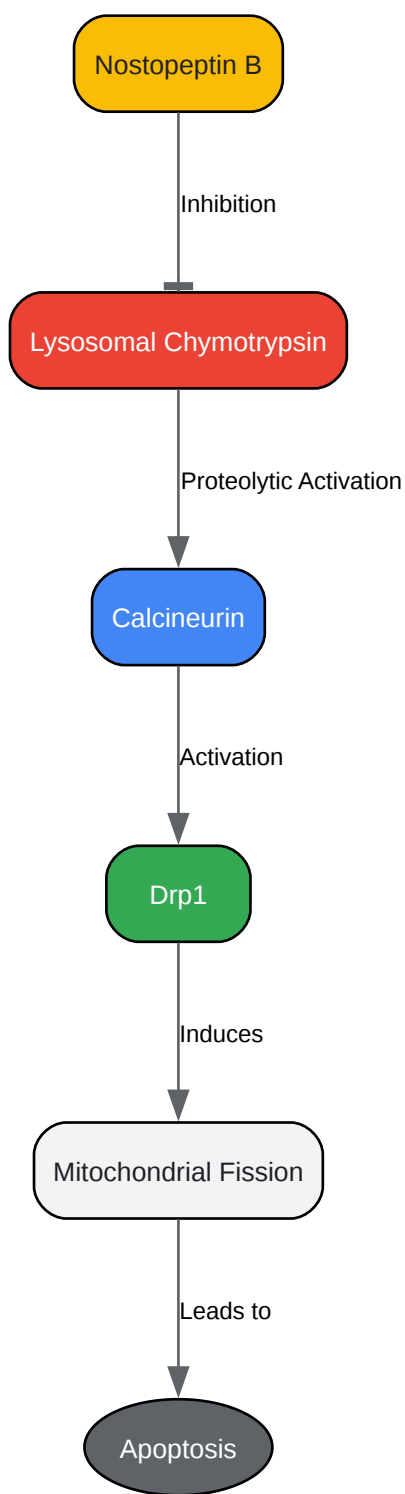 Nostopeptin B
Inhibition
Lysosomal Chymotrypsin
Proteolytic Activation
Calcineurin
Activation
Drp1
Induces
Mitochondrial Fission
Leads to
Apoptosis